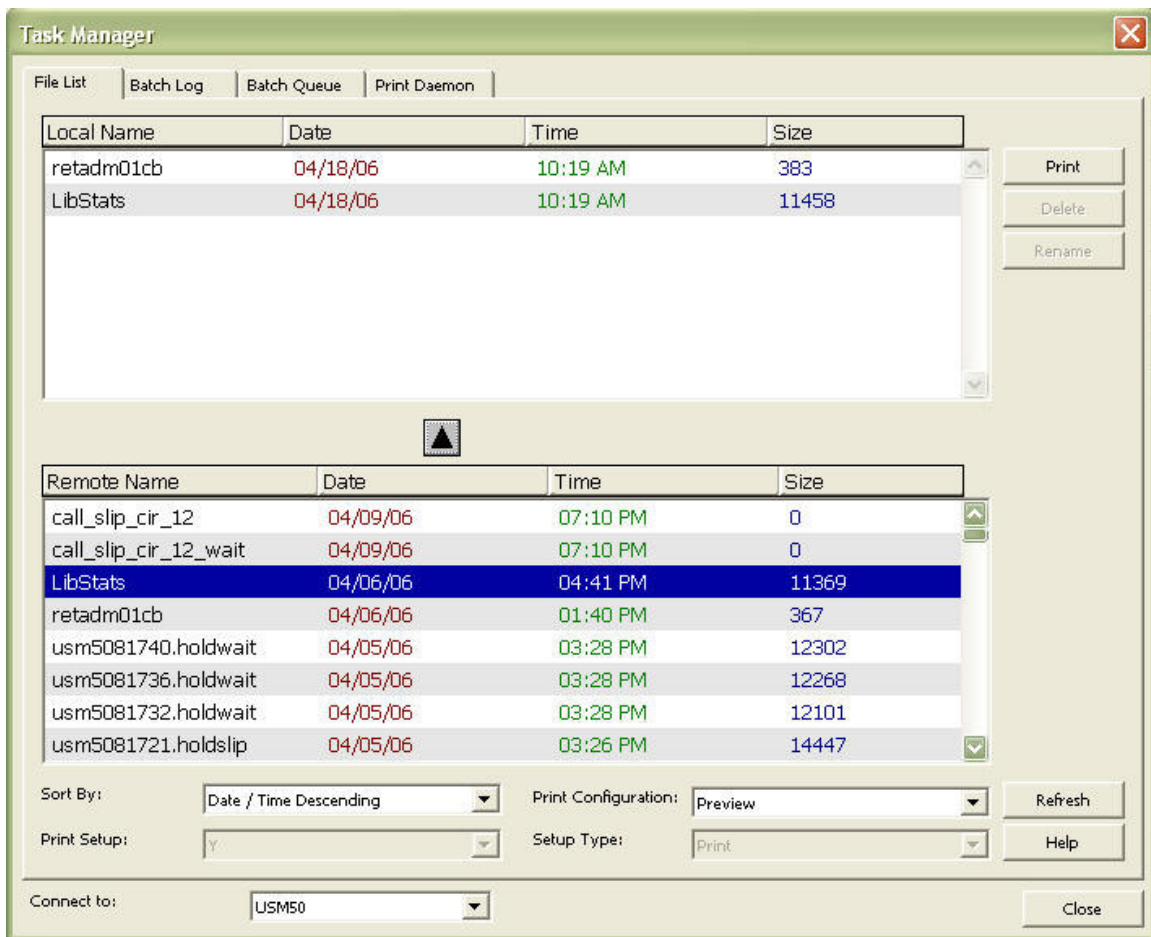 Task Manager
File List Batch Log Batch Queue Print Daemon
Local Name Date Time Size
retadm01cb 04/18/06 10:19 AM 383
LibStats 04/18/06 10:19 AM 11458
Print
Delete
Rename
Remote Name Date Time Size
call_slip_cir_12 04/09/06 07:10 PM 0
call_slip_cir_12_wait 04/09/06 07:10 PM 0
LibStats 04/06/06 04:41 PM 11369
retadm01cb 04/06/06 01:40 PM 367
usm5081740.holdwait 04/05/06 03:28 PM 12302
usm5081736.holdwait 04/05/06 03:28 PM 12268
usm5081732.holdwait 04/05/06 03:28 PM 12101
usm5081721.holdslip 04/05/06 03:26 PM 14447
Sort By: Date / Time Descending Print Configuration: Preview Refresh
Print Setup: Y Setup Type: Print Help
Connect to: USM50 Close